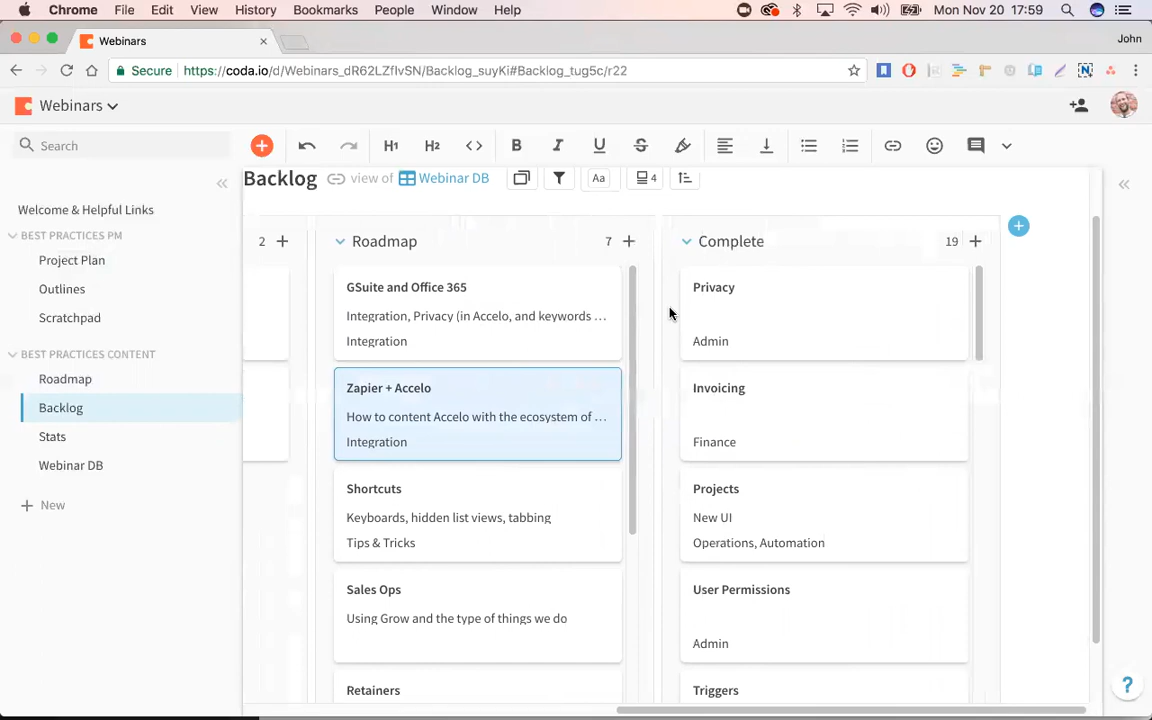 Chrome File Edit View History Bookmarks People Window Help Mon Nov 20 17:59
Webinars John
Secure https://coda.io/d/Webinars_dR62LZfIvSN/Backlog_suyKi#Backlog_tug5c/r22
Webinars
Search
H1 H2 <> B I U S
Backlog view of Webinar DB Aa 4
Welcome & Helpful Links
BEST PRACTICES PM
Project Plan
Outlines
Scratchpad
BEST PRACTICES CONTENT
Roadmap
Backlog
Stats
Webinar DB
+ New
2 +
Roadmap 7 +
GSuite and Office 365
Integration, Privacy (in Accelo, and keywords ...
Integration
Zapier + Accelo
How to content Accelo with the ecosystem of ...
Integration
Shortcuts
Keyboards, hidden list views, tabbing
Tips & Tricks
Sales Ops
Using Grow and the type of things we do
Retainers
Complete 19 +
Privacy
Admin
Invoicing
Finance
Projects
New UI
Operations, Automation
User Permissions
Admin
Triggers
?